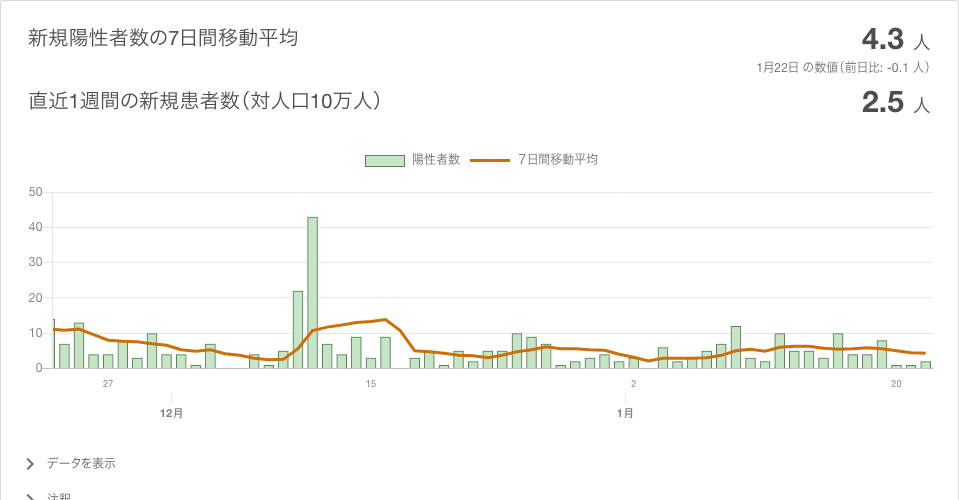 新規陽性者数の7日間移動平均
4.3 人
1月22日 の数値（前日比: -0.1 人）
直近1週間の新規患者数（対人口10万人）
2.5 人
陽性者数 7日間移動平均
50
40
30
20
10
0
27 15 2 20
12月 1月
データを表示
注釈